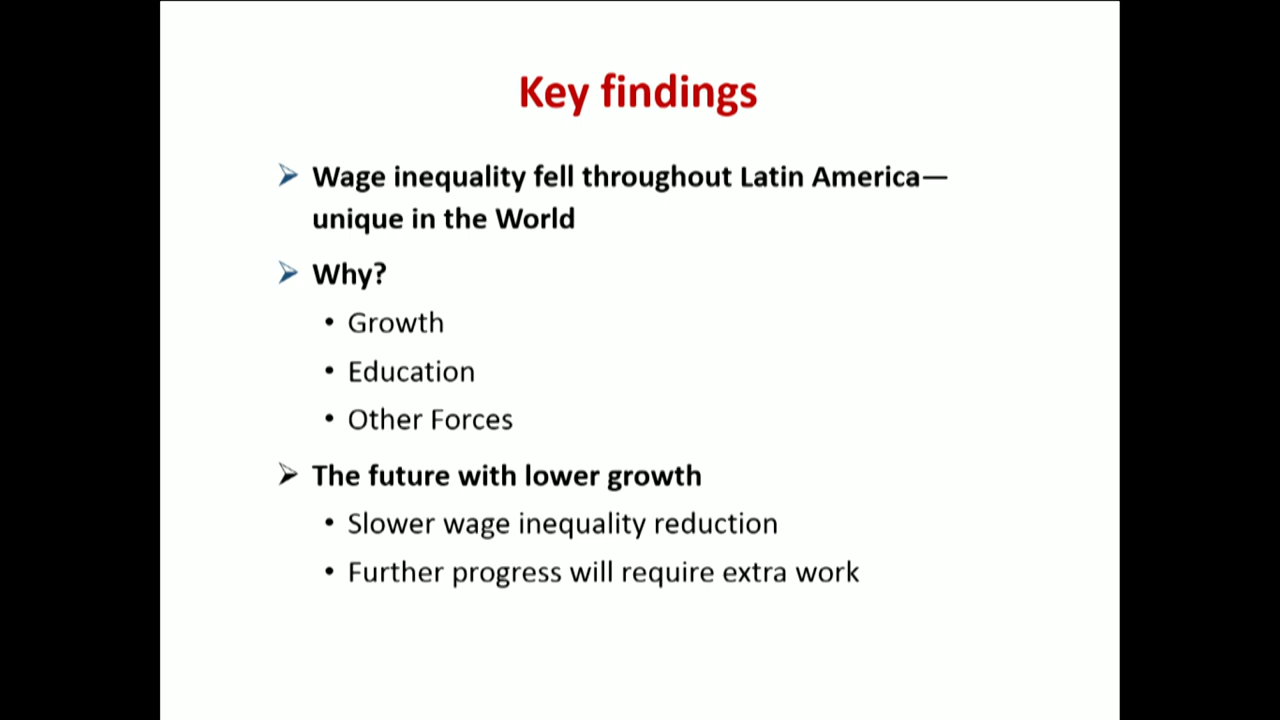 Key findings
Wage inequality fell throughout Latin America—
unique in the World
Why?
• Growth
• Education
• Other Forces
The future with lower growth
• Slower wage inequality reduction
• Further progress will require extra work